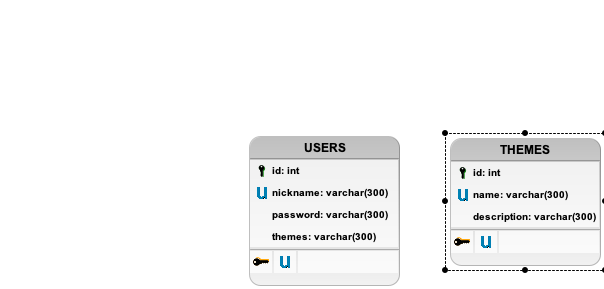 USERS
id: int
u nickname: varchar(300)
password: varchar(300)
themes: varchar(300)
u
THEMES
id: int
u name: varchar(300)
description: varchar(300)
u